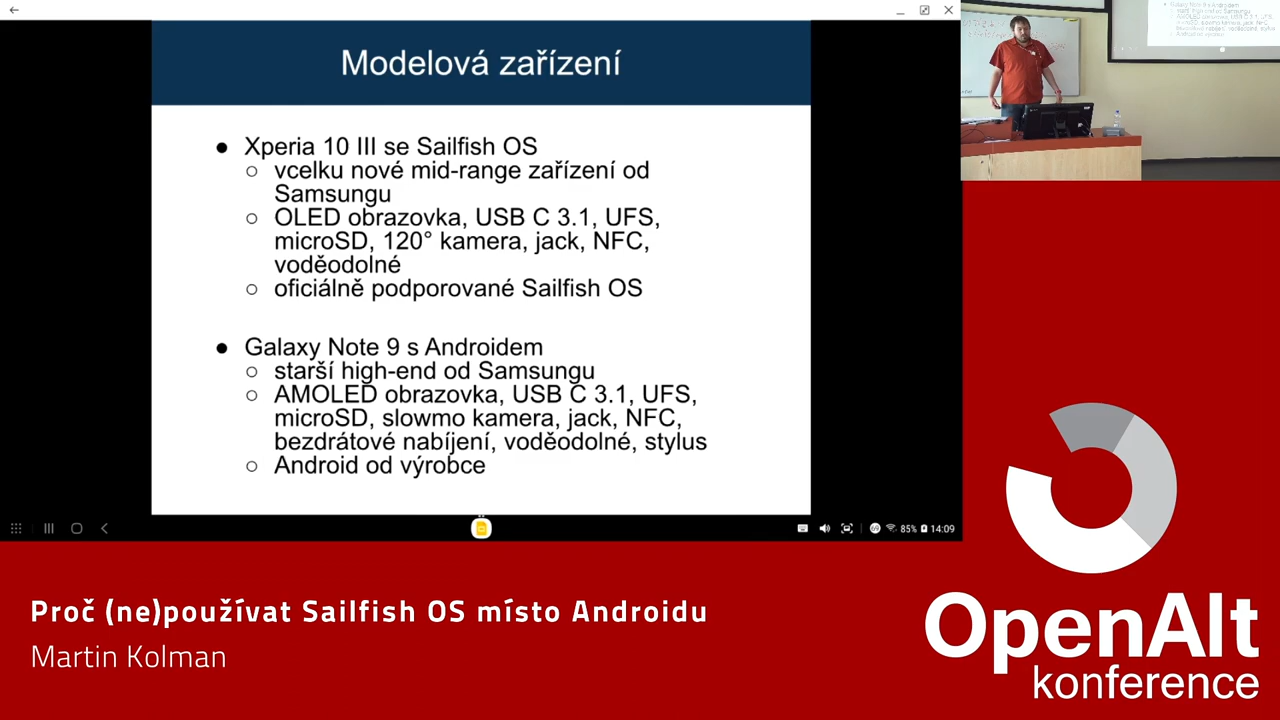 Modelová zařízení
● Xperia 10 III se Sailfish OS
○ vcelku nové mid-range zařízení od
Samsungu
○ OLED obrazovka, USB C 3.1, UFS,
microSD, 120° kamera, jack, NFC,
voděodolné
○ oficiálně podporované Sailfish OS
● Galaxy Note 9 s Androidem
○ starší high-end od Samsungu
○ AMOLED obrazovka, USB C 3.1, UFS,
microSD, slowmo kamera, jack, NFC,
bezdrátové nabíjení, voděodolné, stylus
○ Android od výrobce
85% 14:09
Proč (ne)používat Sailfish OS místo Androidu
Martin Kolman
OpenAlt
konference